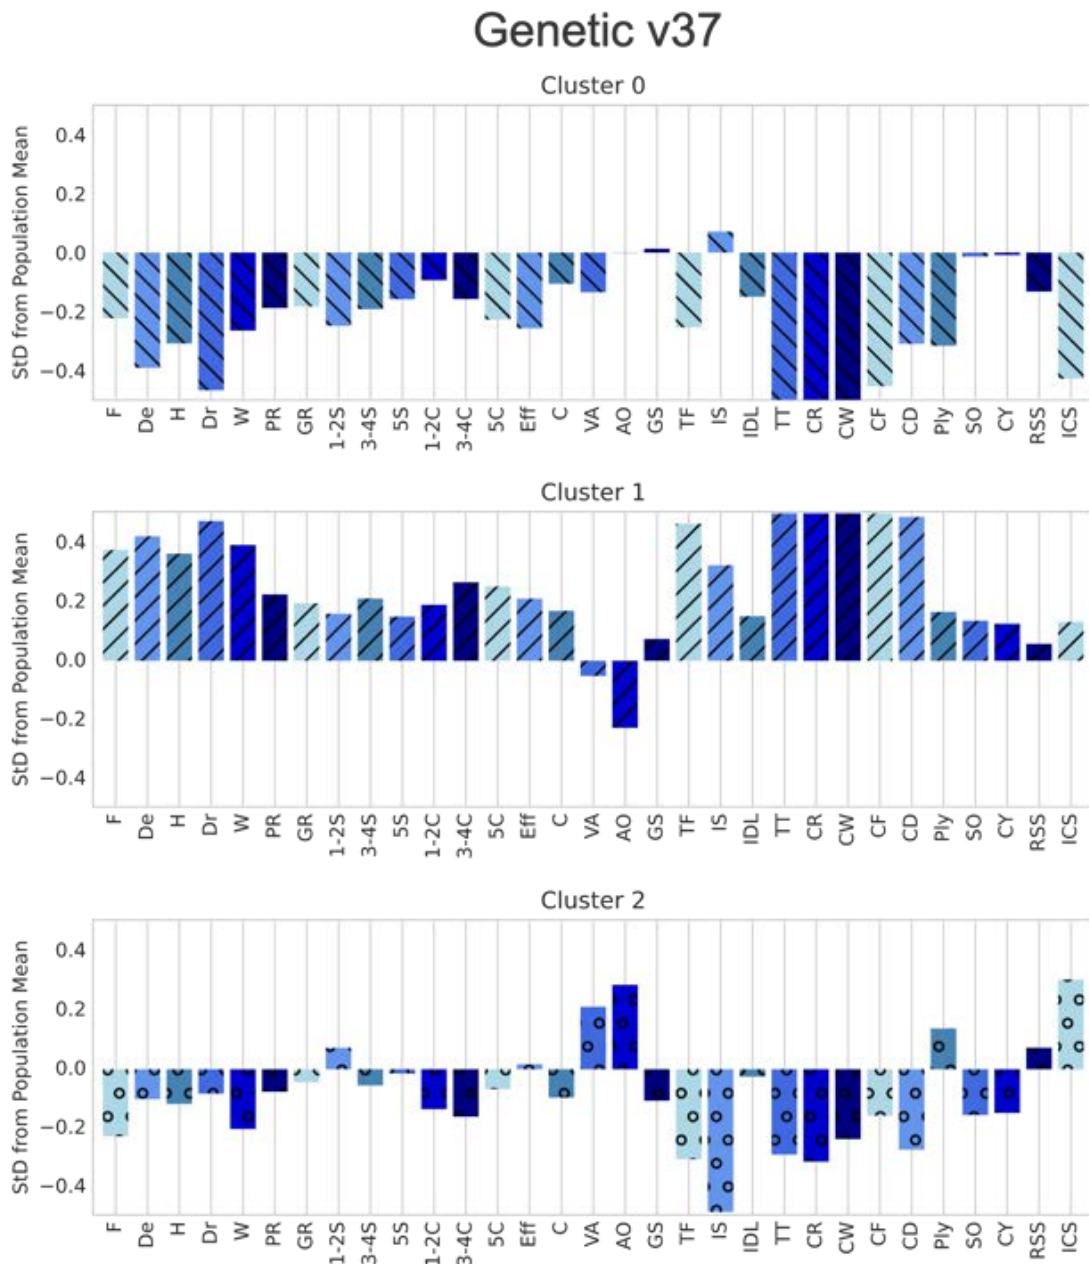 Genetic v37
Cluster 0
StD from Population Mean
0.4
0.2
0.0
−0.2
−0.4
F De H Dr W PR GR 1-2S 3-4S 5S 1-2C 3-4C 5C Eff C VA AO GS TF IS IDL TT CR CW CF CD Ply SO CY RSS ICS
Cluster 1
StD from Population Mean
0.4
0.2
0.0
−0.2
−0.4
F De H Dr W PR GR 1-2S 3-4S 5S 1-2C 3-4C 5C Eff C VA AO GS TF IS IDL TT CR CW CF CD Ply SO CY RSS ICS
Cluster 2
StD from Population Mean
0.4
0.2
0.0
−0.2
−0.4
F De H Dr W PR GR 1-2S 3-4S 5S 1-2C 3-4C 5C Eff C VA AO GS TF IS IDL TT CR CW CF CD Ply SO CY RSS ICS